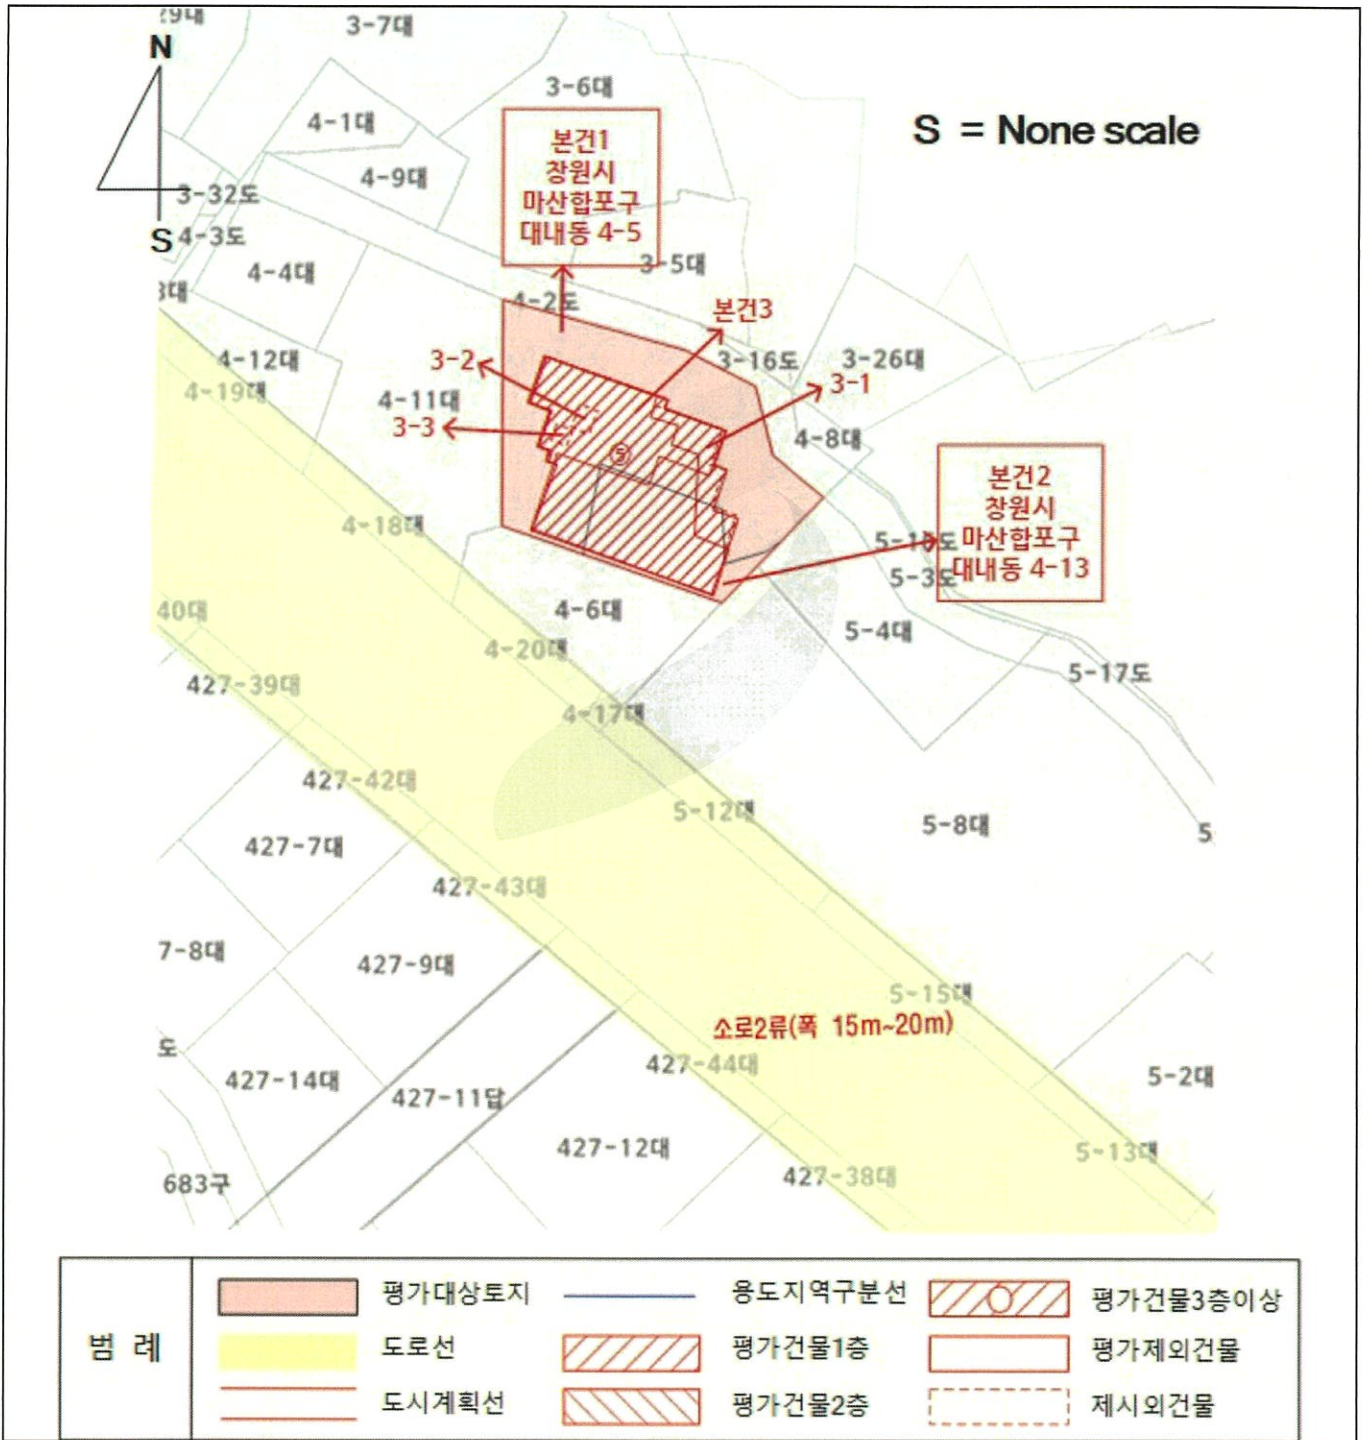 3-7대
N
3-6대
4-1대
S = None scale
본건1
창원시
마산합포구
대내동 4-5
4-9대
3-32도
S
4-3도
4-4대
3-5대
4-2도
본건3
4-12대
3-2
3-16도
3-26대
3-1
4-19대
4-11대
3-3
4-8대
⑤
본건2
창원시
마산합포구
대내동 4-13
4-18대
5-3도
40대
4-6대
5-4대
4-20대
5-17도
427-39대
4-17대
427-42대
5-12대
5-8대
5
427-7대
427-43대
7-8대
427-9대
5-15대
소로2류(폭 15m~20m)
도
427-44대
427-14대
5-2대
427-11답
427-12대
5-13대
427-38대
683구
범 례
평가대상토지
용도지역구분선
평가건물3층이상
도로선
평가건물1층
평가제외건물
도시계획선
평가건물2층
제시외건물